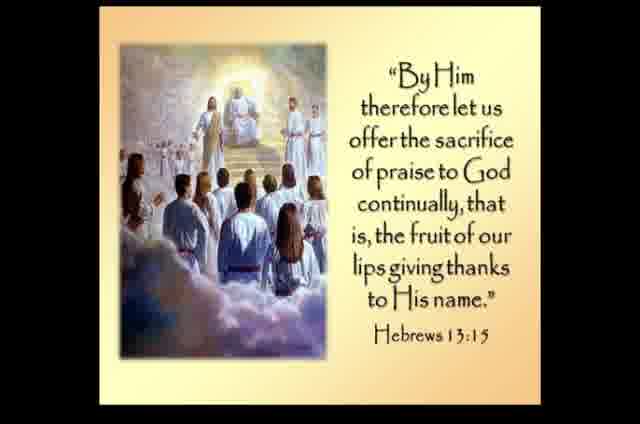 “By Him
therefore let us
offer the sacrifice
of praise to God
continually, that
is, the fruit of our
lips giving thanks
to His name.”
Hebrews 13:15